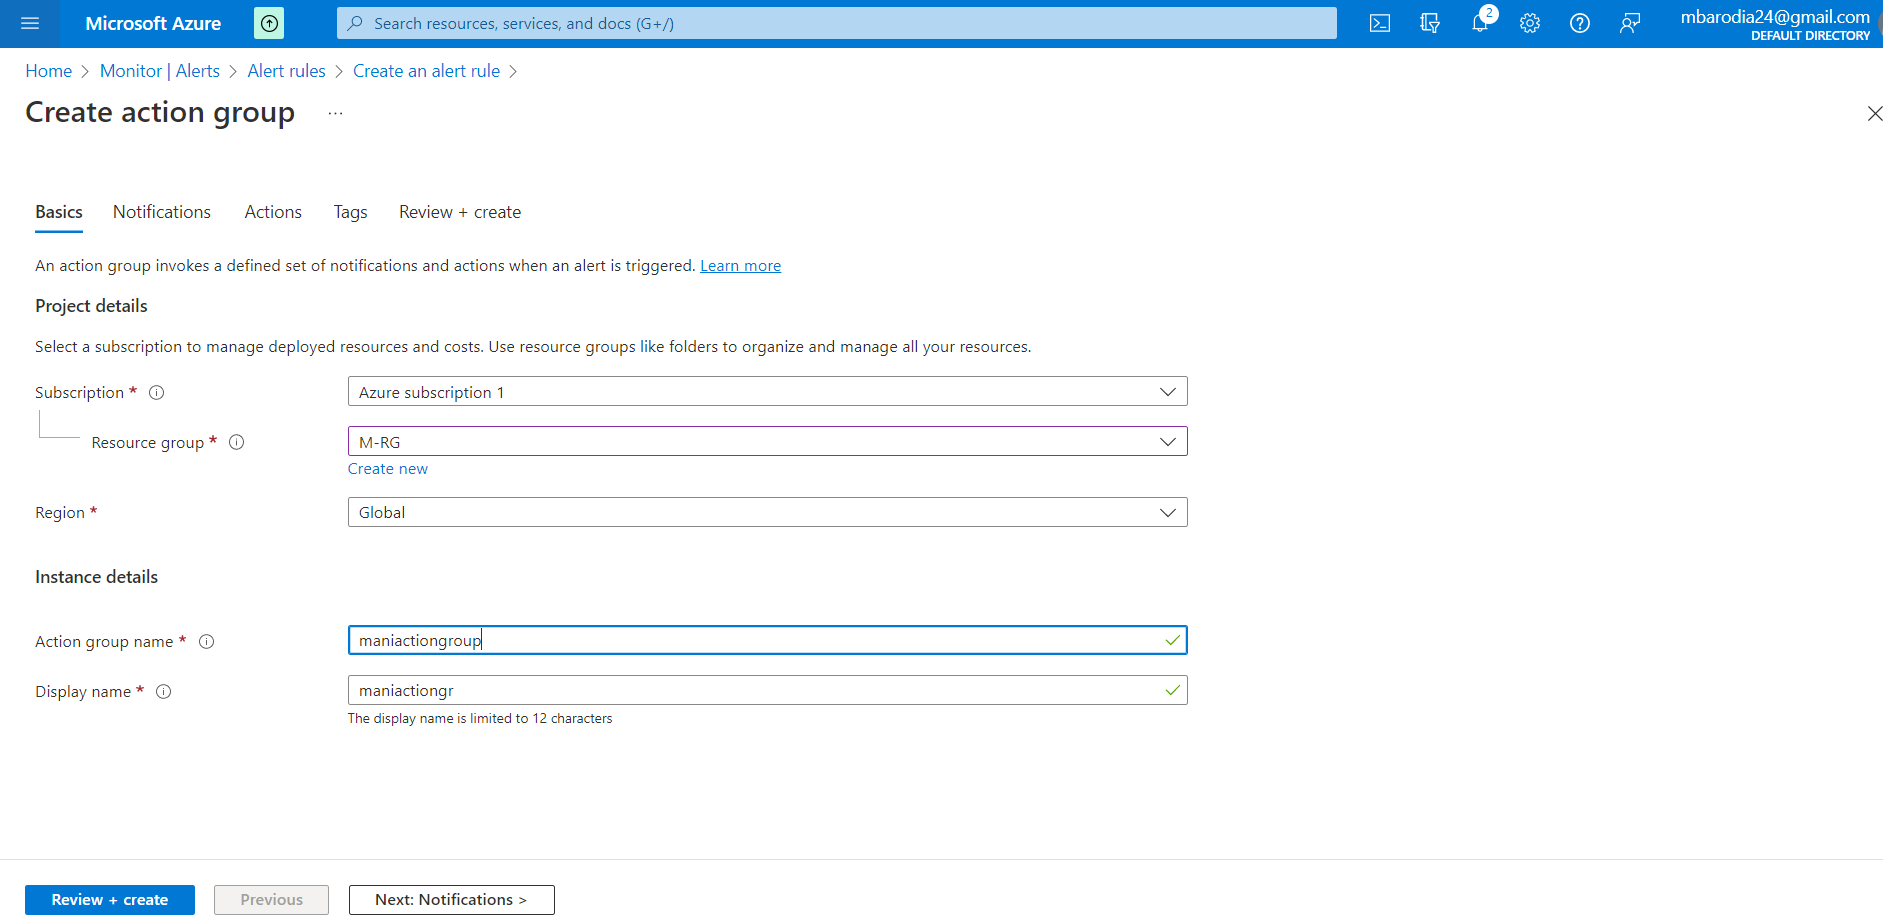 Microsoft Azure
Search resources, services, and docs (G+/)
2
mbarodia24@gmail.com
DEFAULT DIRECTORY
Home > Monitor | Alerts > Alert rules > Create an alert rule >
Create action group ...
Basics Notifications Actions Tags Review + create
An action group invokes a defined set of notifications and actions when an alert is triggered. Learn more
Project details
Select a subscription to manage deployed resources and costs. Use resource groups like folders to organize and manage all your resources.
Subscription * Azure subscription 1
Resource group * M-RG
Create new
Region * Global
Instance details
Action group name * maniactiongroup
Display name * maniactiongr
The display name is limited to 12 characters
Review + create Previous Next: Notifications >